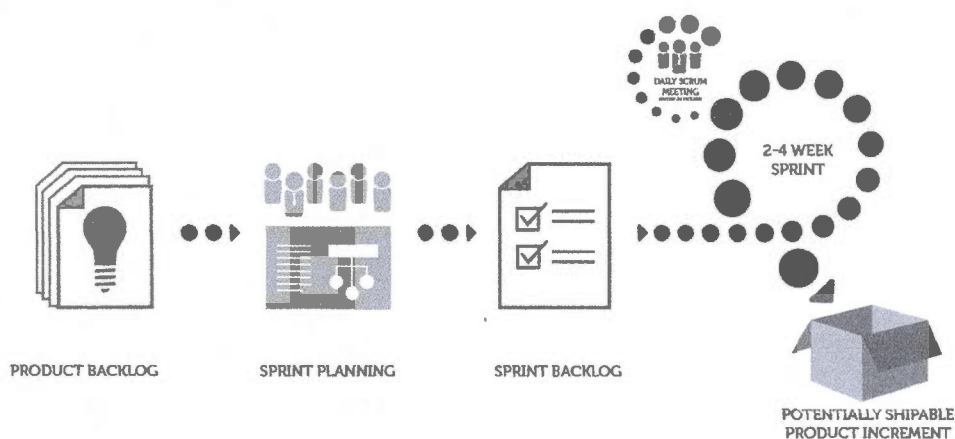 DAILY SCRUM
MEETING
2-4 WEEK
SPRINT
PRODUCT BACKLOG
SPRINT PLANNING
SPRINT BACKLOG
POTENTIALLY SHIPABLE
PRODUCT INCREMENT